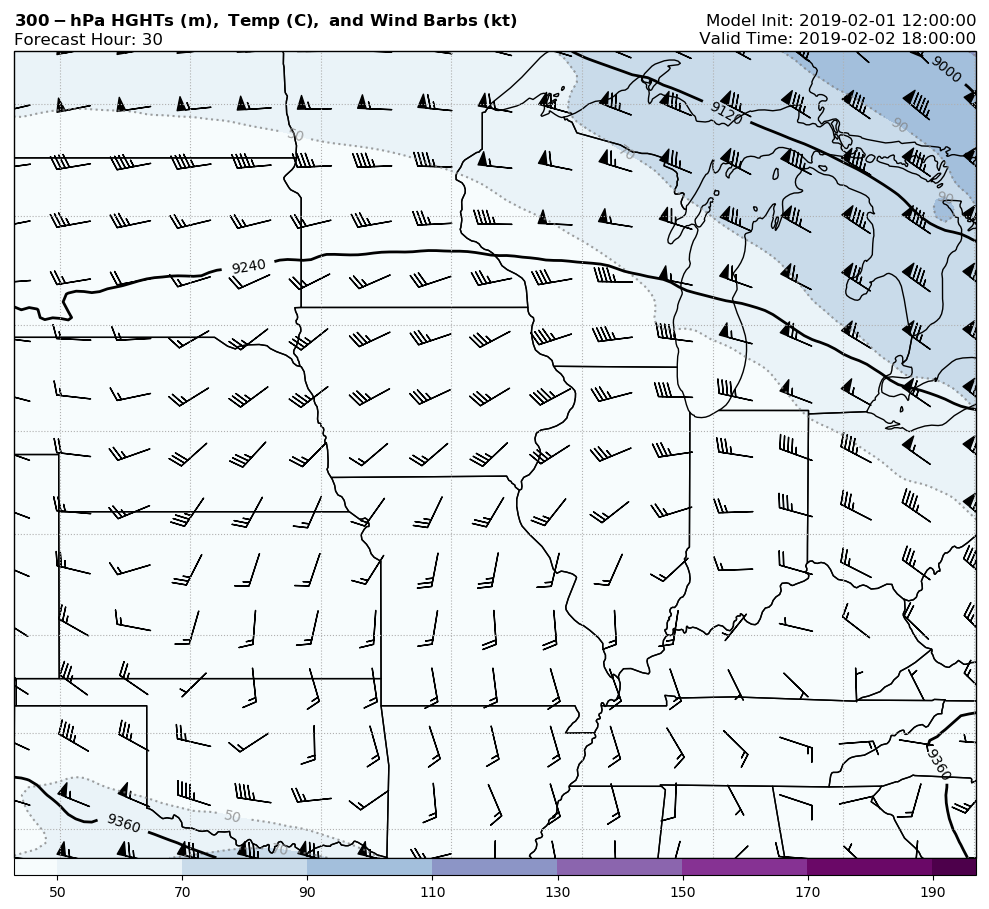 300-hPa HGHTs (m), Temp (C), and Wind Barbs (kt)
Model Init: 2019-02-01 12:00:00
Forecast Hour: 30
Valid Time: 2019-02-02 18:00:00
9000
9120
90
50
70
90
9240
9360
50
9360
70
50 70 90 110 130 150 170 190